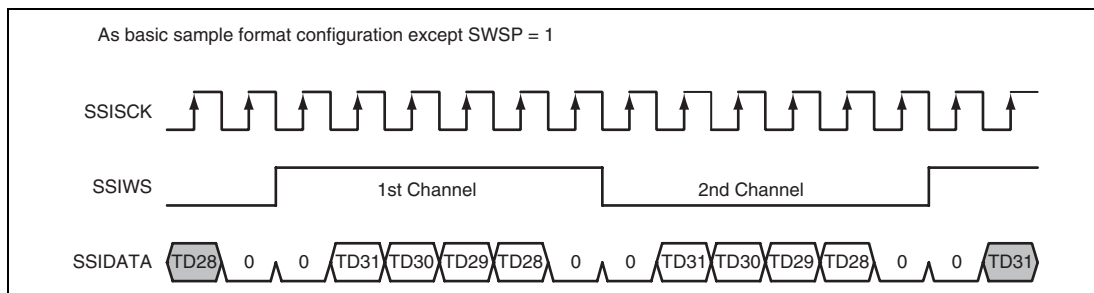 As basic sample format configuration except SWSP = 1
SSISCK
SSIWS 1st Channel 2nd Channel
SSIDATA TD28 0 0 TD31 TD30 TD29 TD28 0 0 TD31 TD30 TD29 TD28 0 0 TD31